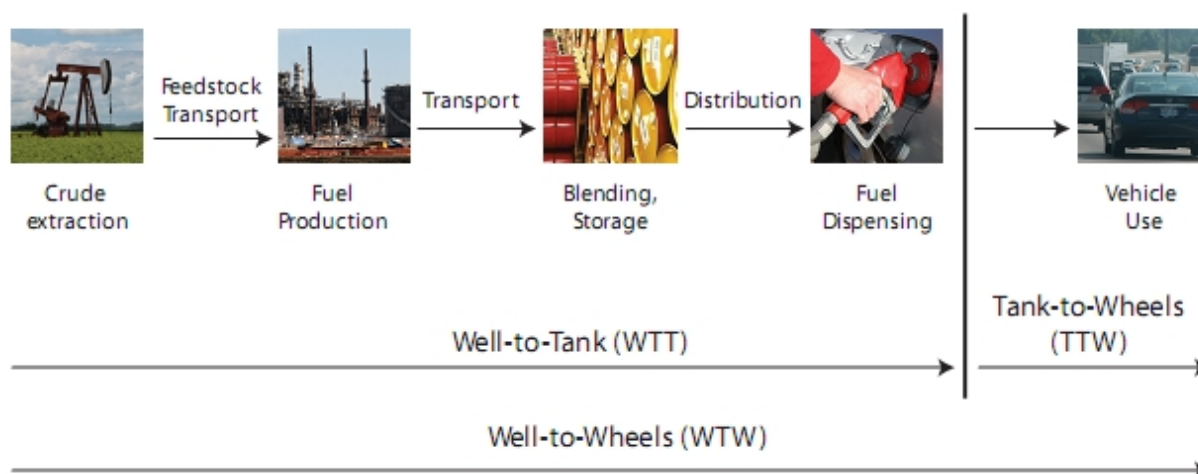 Feedstock
Transport
Transport
Distribution
Crude
extraction
Fuel
Production
Blending,
Storage
Fuel
Dispensing
Vehicle
Use
Well-to-Tank (WTT)
Tank-to-Wheels
(TTW)
Well-to-Wheels (WTW)